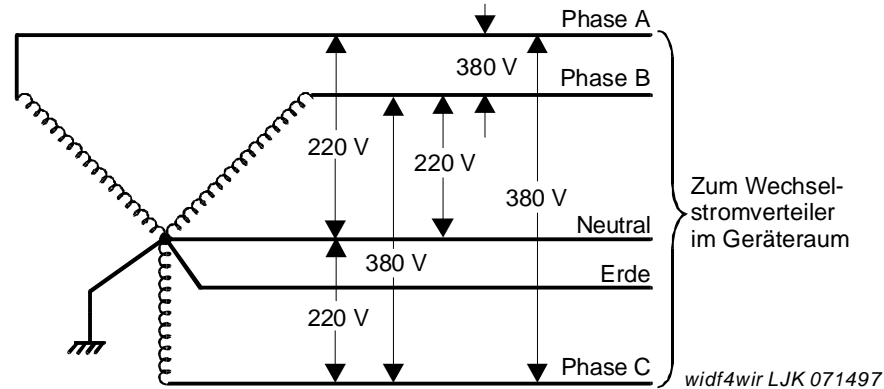 Phase A
380 V
Phase B
220 V
220 V
380 V
Zum Wechsel-
stromverteiler
im Geräteraum
Neutral
380 V
Erde
220 V
Phase C
widf4wir LJK 071497